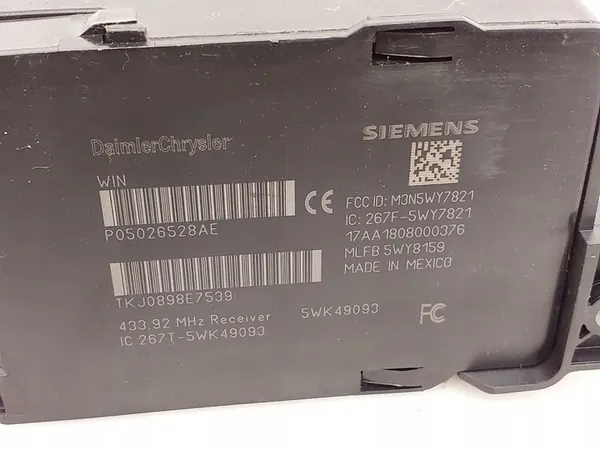 DaimlerChrysler
WIN
P05026528AE
TKJ0898E7539
433.92 MHz Receiver 5WK49093
IC 267T-5WK49093
SIEMENS
CE
FCC ID: M3N5WY7821
IC: 267F-5WY7821
17AA1808000376
MLFB 5WY8159
MADE IN MEXICO
FC